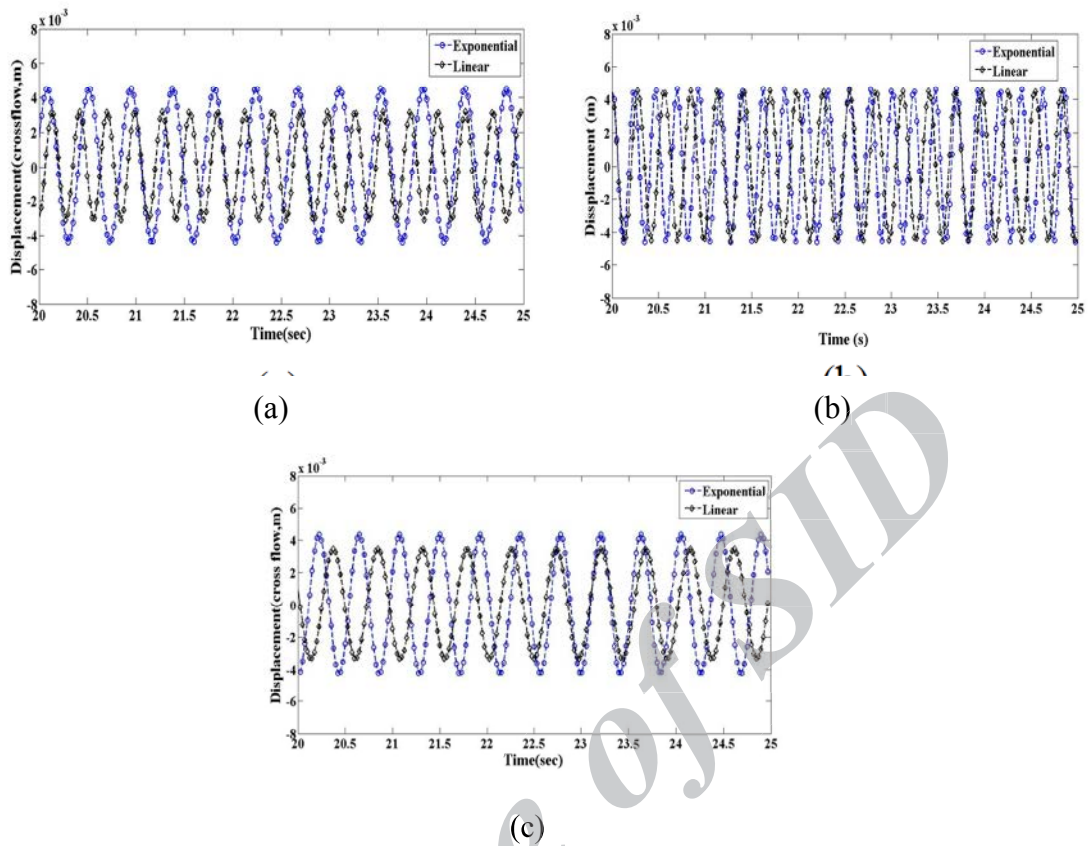 x 10⁻³
8
6
4
2
0
-2
-4
-6
-8
Displacement(crossflow,m)
Exponential
Linear
20 20.5 21 21.5 22 22.5 23 23.5 24 24.5 25
Time(sec)
(a)
x 10⁻³
8
6
4
2
0
-2
-4
-6
-8
Dissplacement (m)
Exponential
Linear
20 20.5 21 21.5 22 22.5 23 23.5 24 24.5 25
Time (s)
(b)
(b)
x 10⁻³
8
6
4
2
0
-2
-4
-6
-8
Displacement(cross flow,m)
Exponential
Linear
20 20.5 21 21.5 22 22.5 23 23.5 24 24.5 25
Time(sec)
(c)
of SID